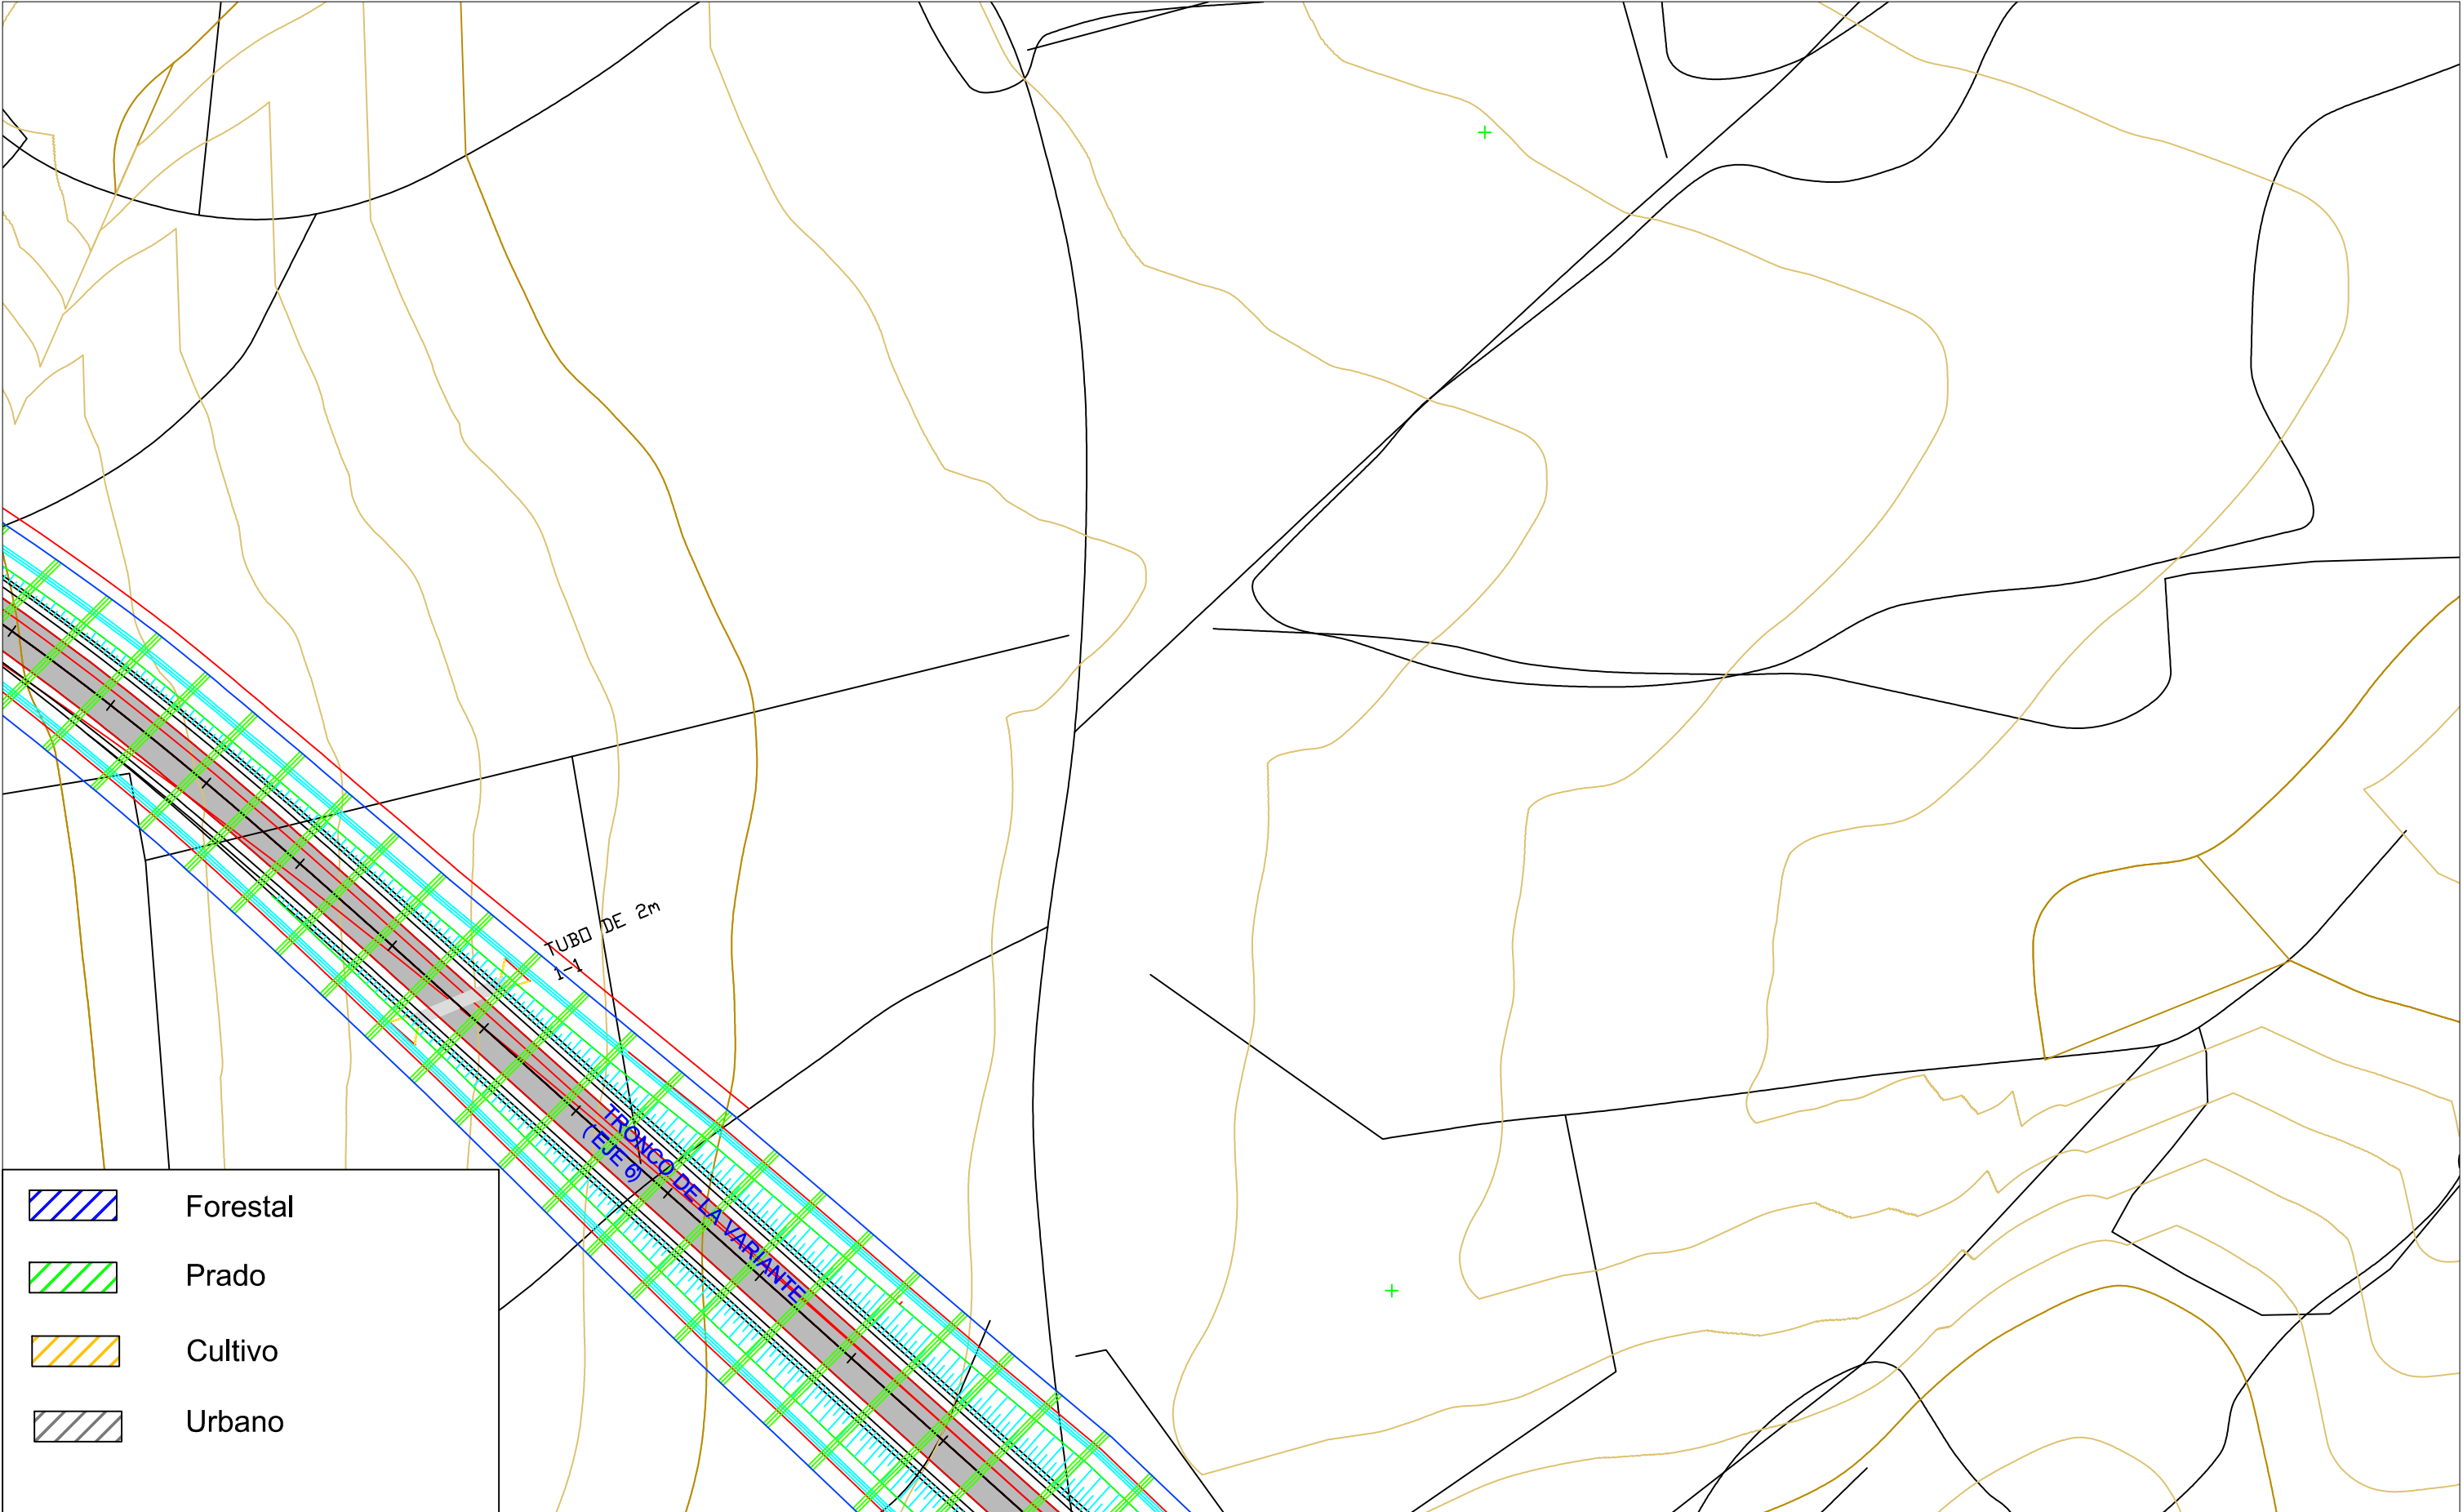 TUBO DE 2m
1-1
TRONCO DE LA VARIANTE
( EJE 6)
Forestal
Prado
Cultivo
Urbano